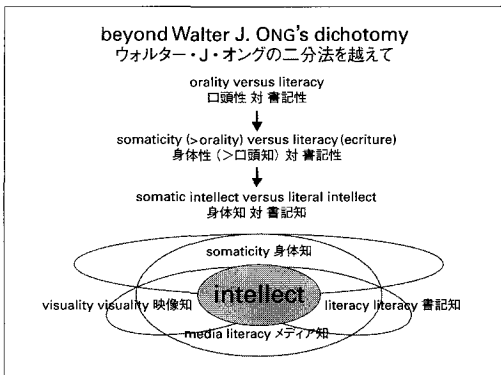 beyond Walter J. ONG's dichotomy
ウォルター・J・オングの二分法を越えて
orality versus literacy
口頭性 対 書記性
somaticity (>orality) versus literacy (ecriture)
身体性 (>口頭知) 対 書記性
somatic intellect versus literal intellect
身体知 対 書記知
somaticity 身体知
intellect
visuality visuality 映像知
literacy literacy 書記知
media literacy メディア知